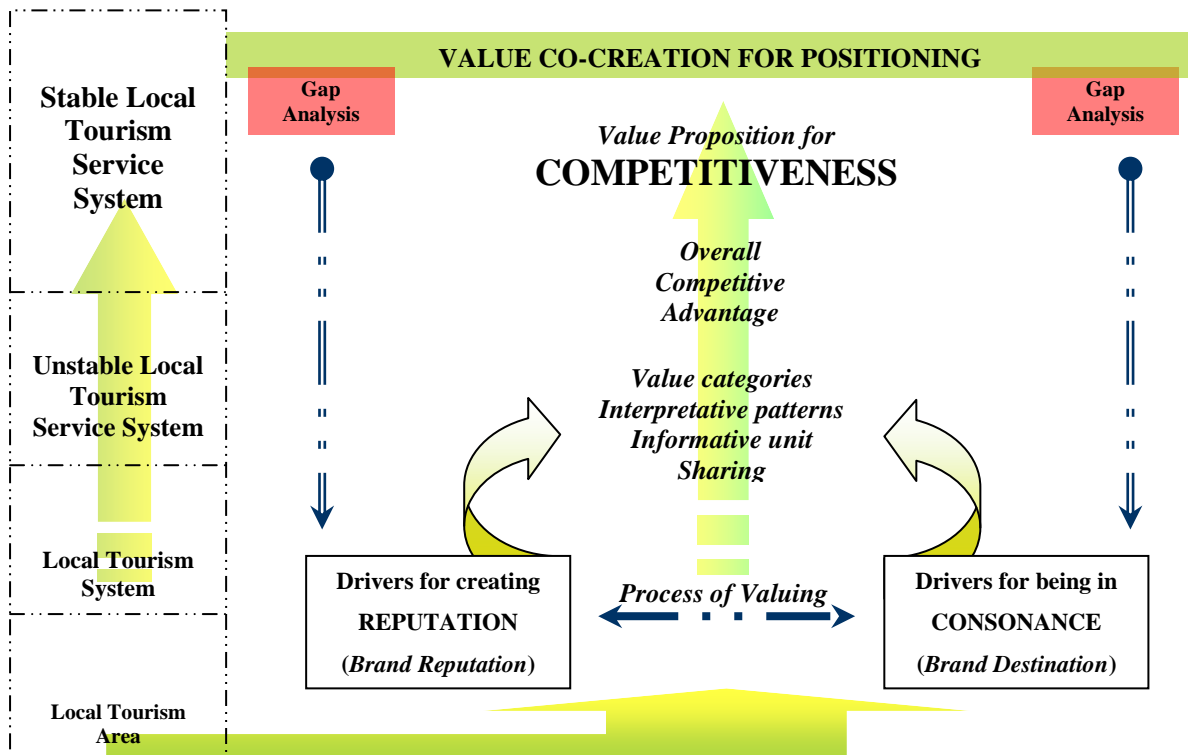 VALUE CO-CREATION FOR POSITIONING
Stable Local
Tourism
Service
System
Gap
Analysis
Gap
Analysis
Value Proposition for
COMPETITIVENESS
Overall
Competitive
Advantage
Unstable Local
Tourism
Service System
Value categories
Interpretative patterns
Informative unit
Sharing
Local Tourism
System
Drivers for creating
REPUTATION
(Brand Reputation)
Process of Valuing
Drivers for being in
CONSONANCE
(Brand Destination)
Local Tourism
Area